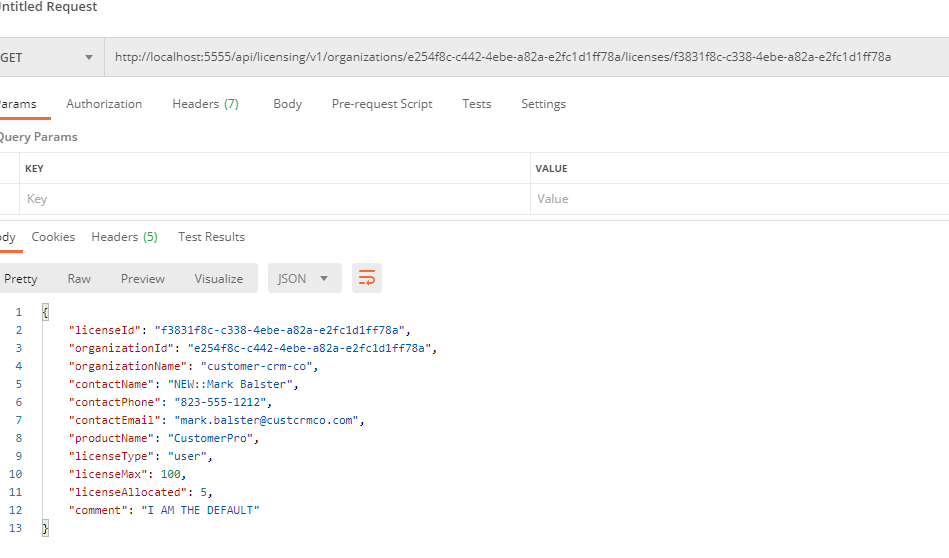 ntitled Request
GET http://localhost:5555/api/licensing/v1/organizations/e254f8c-c442-4ebe-a82a-e2fc1d1ff78a/licenses/f3831f8c-c338-4ebe-a82a-e2fc1d1ff78a
arams Authorization Headers (7) Body Pre-request Script Tests Settings
Query Params
KEY VALUE
Key Value
dy Cookies Headers (5) Test Results
Pretty Raw Preview Visualize JSON
1 {
2 "licenseId": "f3831f8c-c338-4ebe-a82a-e2fc1d1ff78a",
3 "organizationId": "e254f8c-c442-4ebe-a82a-e2fc1d1ff78a",
4 "organizationName": "customer-crm-co",
5 "contactName": "NEW::Mark Balster",
6 "contactPhone": "823-555-1212",
7 "contactEmail": "mark.balster@custcrmco.com",
8 "productName": "CustomerPro",
9 "licenseType": "user",
10 "licenseMax": 100,
11 "licenseAllocated": 5,
12 "comment": "I AM THE DEFAULT"
13 }